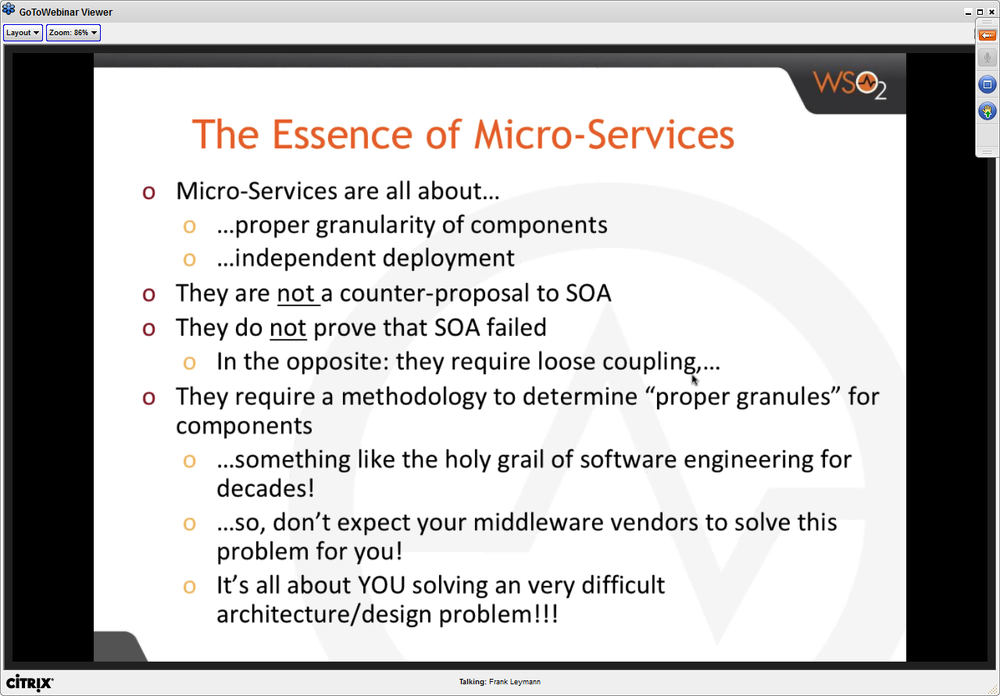 GoToWebinar Viewer
Layout
Zoom: 86%
WSO2
The Essence of Micro-Services
o Micro-Services are all about…
o …proper granularity of components
o …independent deployment
o They are not a counter-proposal to SOA
o They do not prove that SOA failed
o In the opposite: they require loose coupling,…
o They require a methodology to determine “proper granules” for
components
o …something like the holy grail of software engineering for
decades!
o …so, don’t expect your middleware vendors to solve this
problem for you!
o It’s all about YOU solving an very difficult
architecture/design problem!!!
CITRIX®
Talking: Frank Leymann